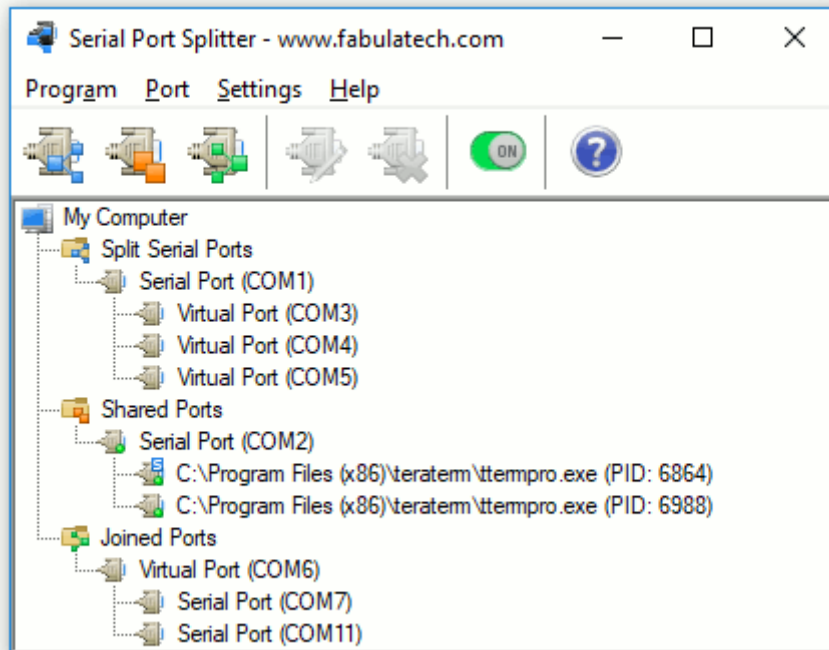 Serial Port Splitter - www.fabulatech.com
Program Port Settings Help
ON ?
My Computer
Split Serial Ports
Serial Port (COM1)
Virtual Port (COM3)
Virtual Port (COM4)
Virtual Port (COM5)
Shared Ports
Serial Port (COM2)
S C:\Program Files (x86)\teraterm\ttermpro.exe (PID: 6864)
C:\Program Files (x86)\teraterm\ttermpro.exe (PID: 6988)
Joined Ports
Virtual Port (COM6)
Serial Port (COM7)
Serial Port (COM11)